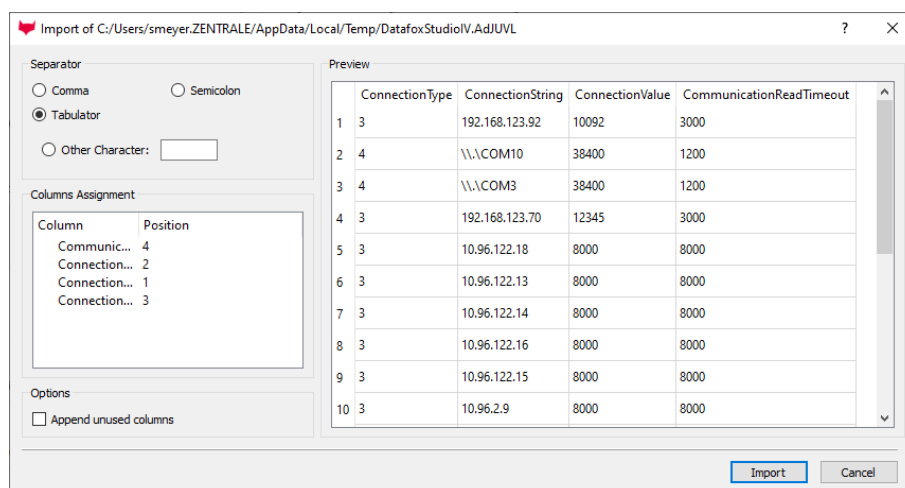 Import of C:/Users/smeyer.ZENTRALE/AppData/Local/Temp/DatafoxStudioIV.AdJUVL
? ×
Separator
Comma Semicolon
Tabulator
Other Character:
Columns Assignment
Column Position
Communic... 4
Connection... 2
Connection... 1
Connection... 3
Options
Append unused columns
Preview
ConnectionType ConnectionString ConnectionValue CommunicationReadTimeout
1 3 192.168.123.92 10092 3000
2 4 \\.\COM10 38400 1200
3 4 \\.\COM3 38400 1200
4 3 192.168.123.70 12345 3000
5 3 10.96.122.18 8000 8000
6 3 10.96.122.13 8000 8000
7 3 10.96.122.14 8000 8000
8 3 10.96.122.16 8000 8000
9 3 10.96.122.15 8000 8000
10 3 10.96.2.9 8000 8000
Import Cancel